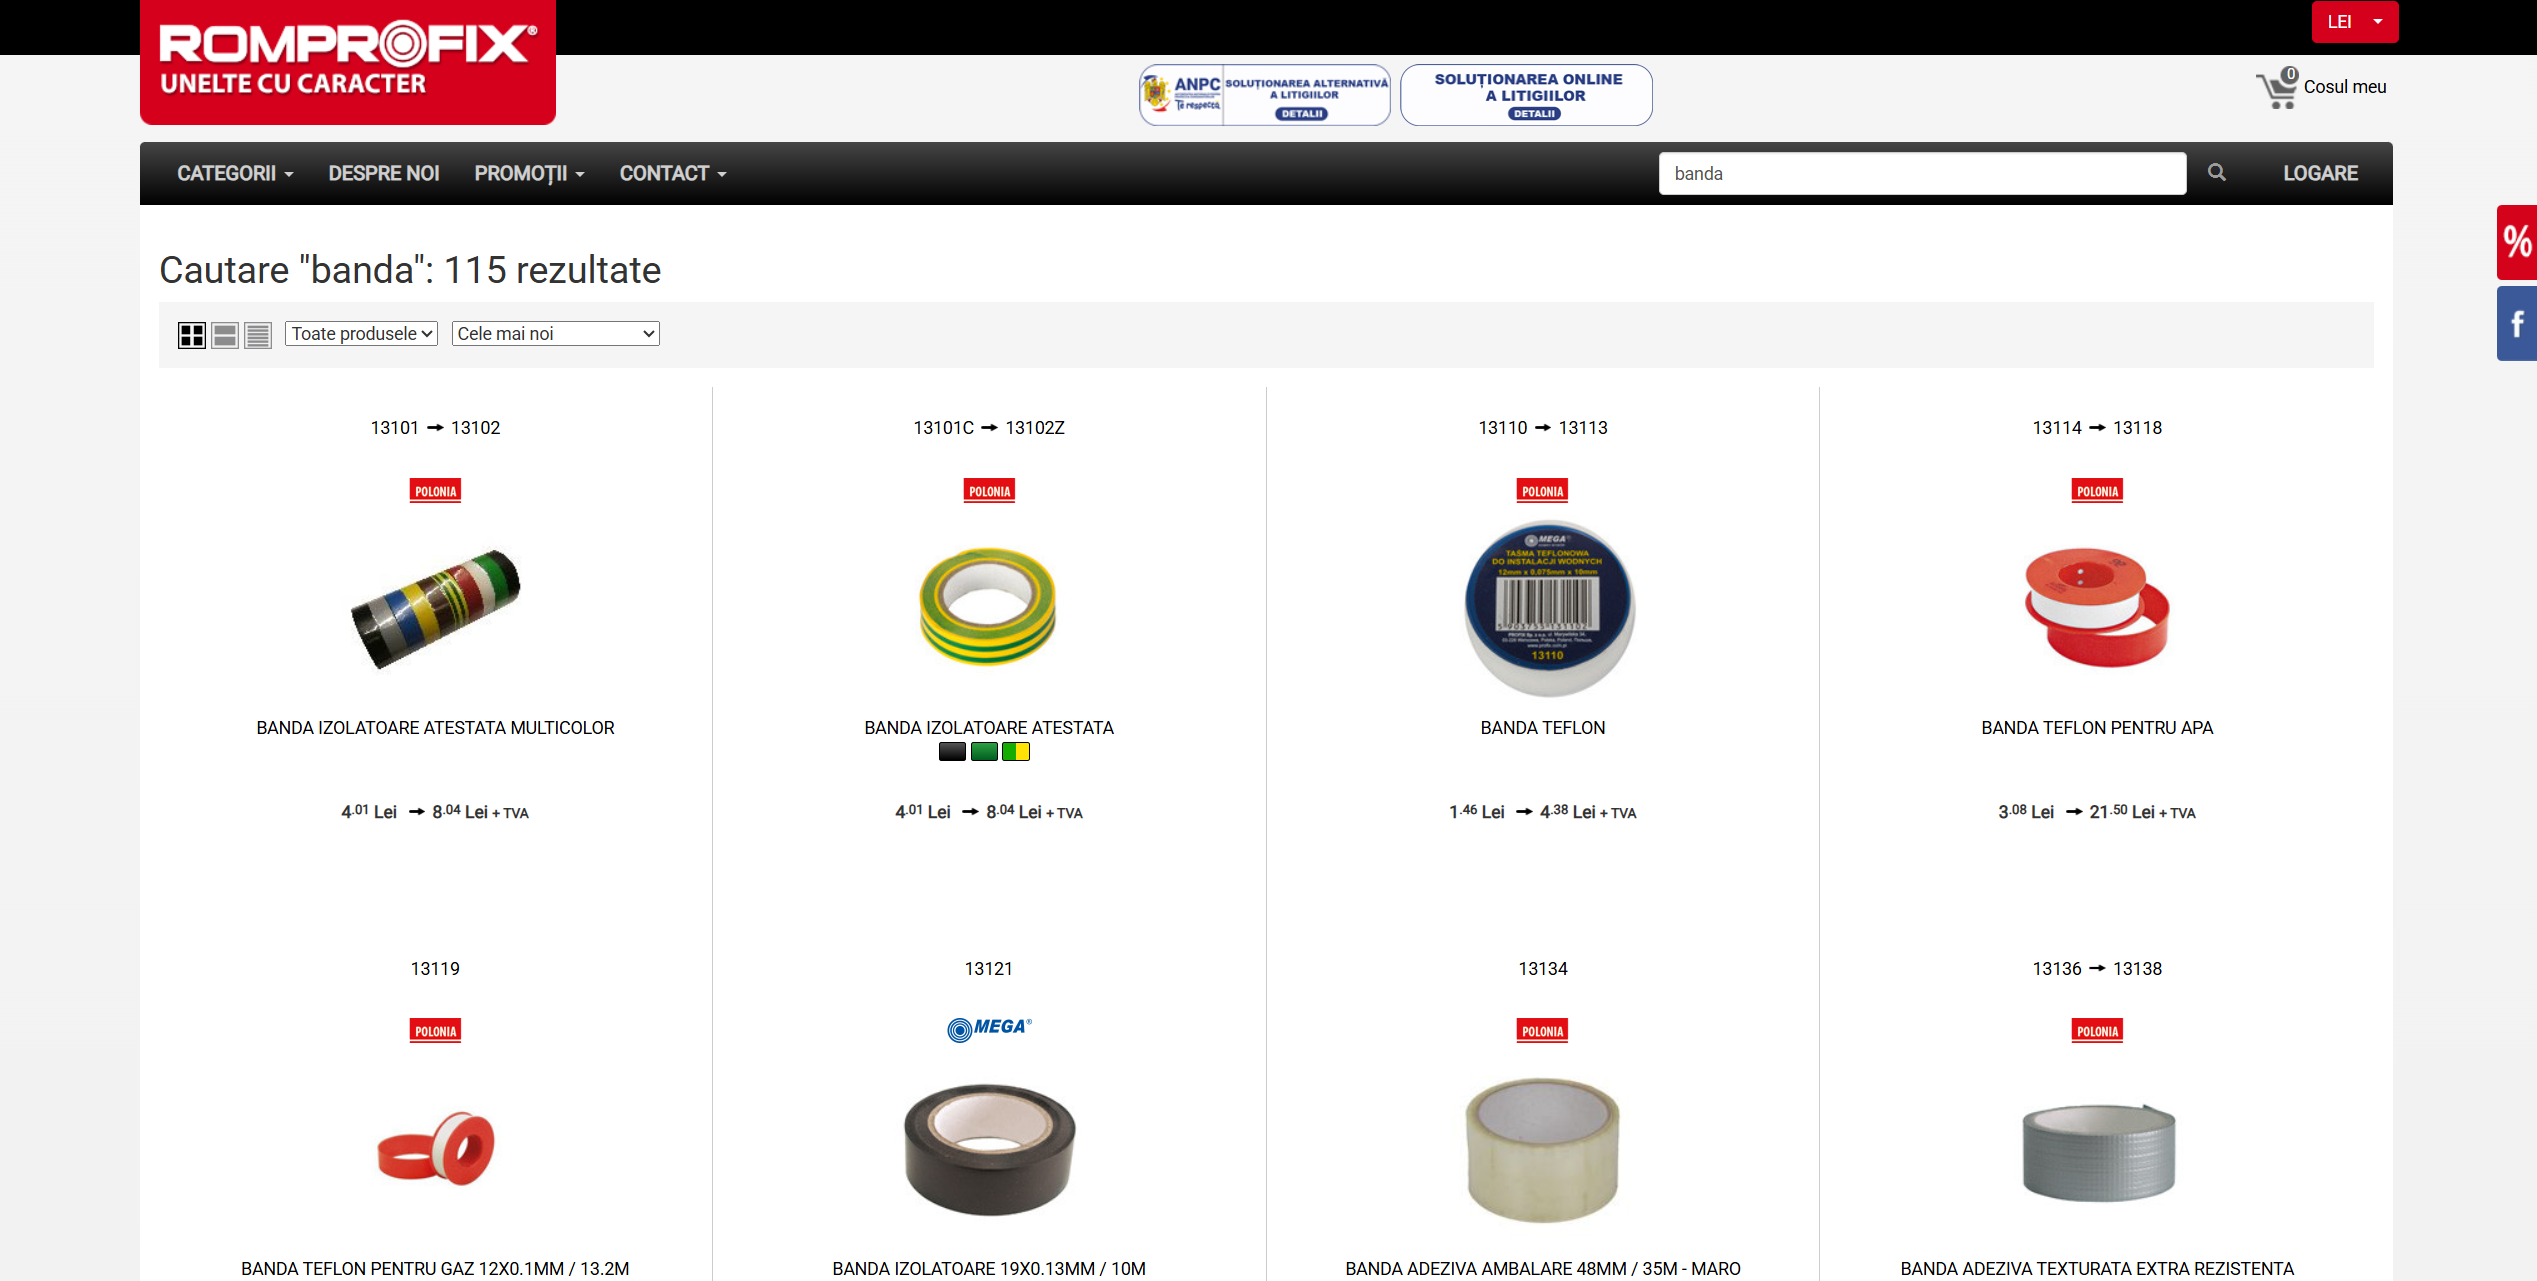 ROMPROFIX®
UNELTE CU CARACTER
LEI
ANPC
Te respecta
SOLUȚIONAREA ALTERNATIVĂ
A LITIGIILOR
DETALII
SOLUȚIONAREA ONLINE
A LITIGIILOR
DETALII
0
Cosul meu
CATEGORII
DESPRE NOI
PROMOȚII
CONTACT
banda
LOGARE
%
f
Cautare "banda": 115 rezultate
Toate produsele
Cele mai noi
13101 → 13102
13101C → 13102Z
13110 → 13113
13114 → 13118
POLONIA
POLONIA
POLONIA
POLONIA
MEGA
TAŚMA TEFLONOWA
DO INSTALACJI WODNYCH
12mm x 0,075mm x 10mm
13110
BANDA IZOLATOARE ATESTATA MULTICOLOR
BANDA IZOLATOARE ATESTATA
BANDA TEFLON
BANDA TEFLON PENTRU APA
4.01 Lei → 8.04 Lei + TVA
4.01 Lei → 8.04 Lei + TVA
1.46 Lei → 4.38 Lei + TVA
3.08 Lei → 21.50 Lei + TVA
13119
13121
13134
13136 → 13138
POLONIA
MEGA®
POLONIA
POLONIA
BANDA TEFLON PENTRU GAZ 12X0.1MM / 13.2M
BANDA IZOLATOARE 19X0.13MM / 10M
BANDA ADEZIVA AMBALARE 48MM / 35M - MARO
BANDA ADEZIVA TEXTURATA EXTRA REZISTENTA